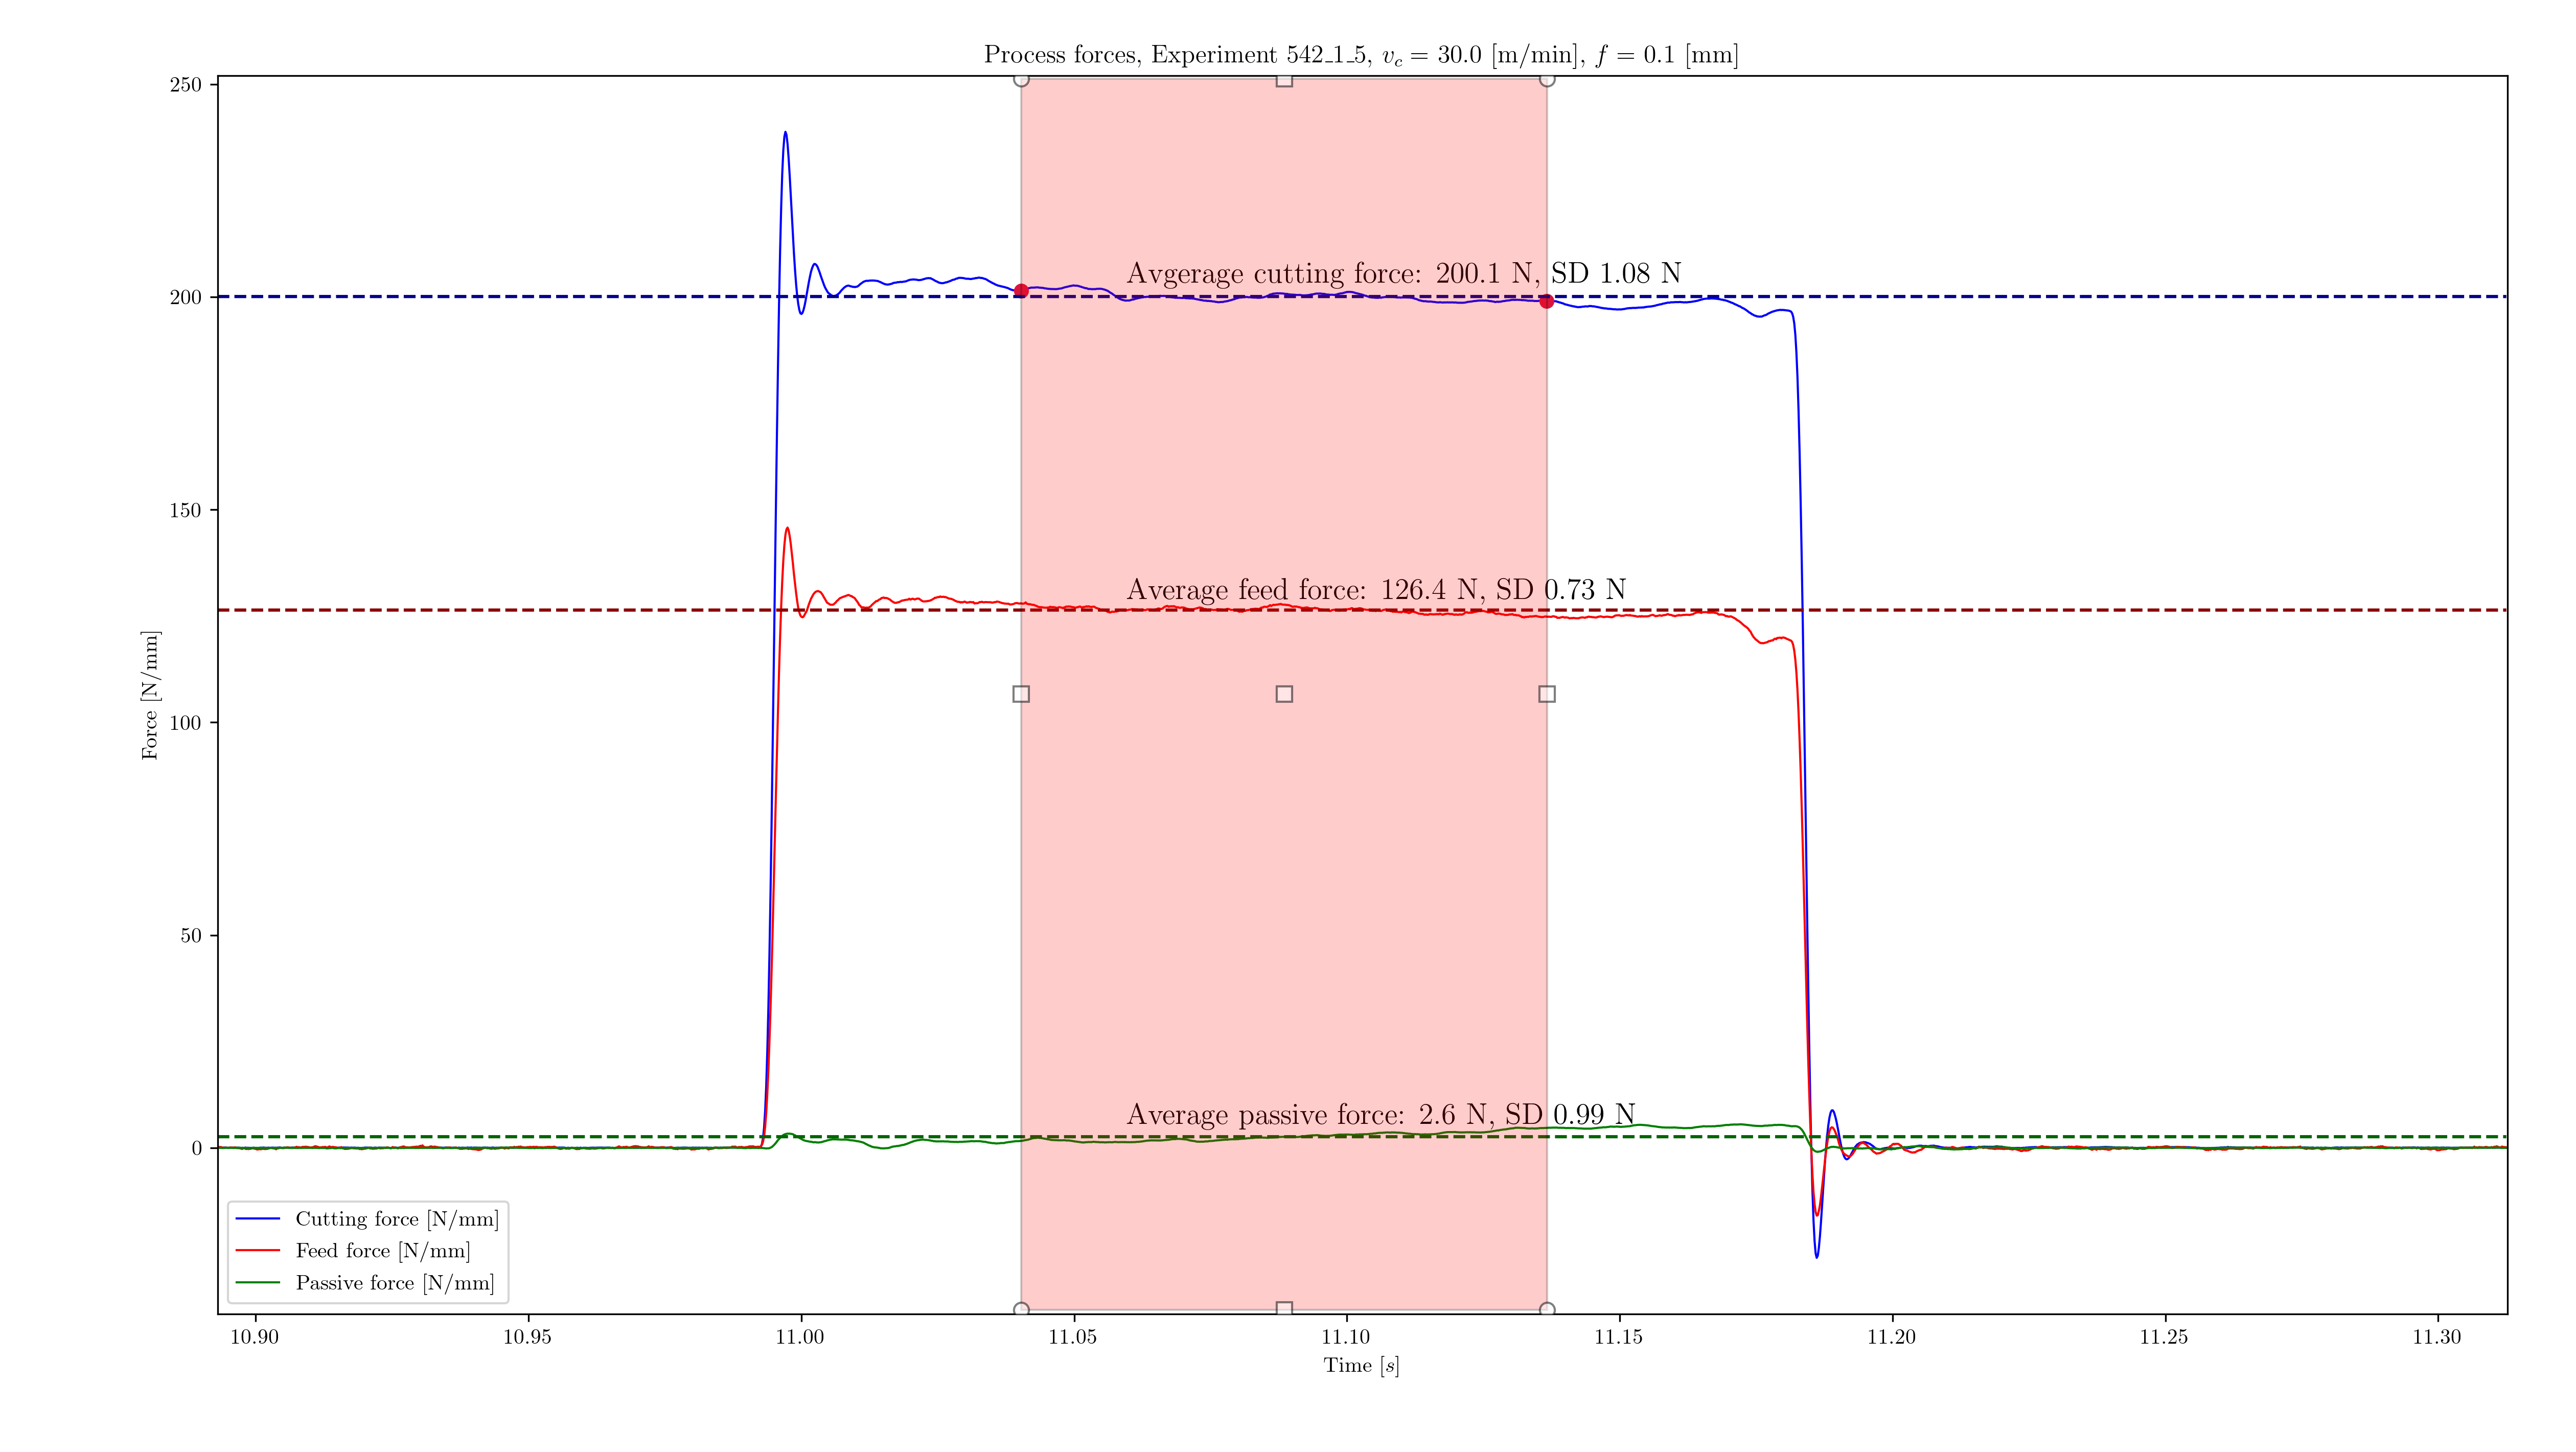 Process forces, Experiment 542_1_5, v_c = 30.0 [m/min], f = 0.1 [mm]
250
200
150
100
50
0
Force [N/mm]
Avgerage cutting force: 200.1 N, SD 1.08 N
Average feed force: 126.4 N, SD 0.73 N
Average passive force: 2.6 N, SD 0.99 N
Cutting force [N/mm]
Feed force [N/mm]
Passive force [N/mm]
10.90 10.95 11.00 11.05 11.10 11.15 11.20 11.25 11.30
Time [s]